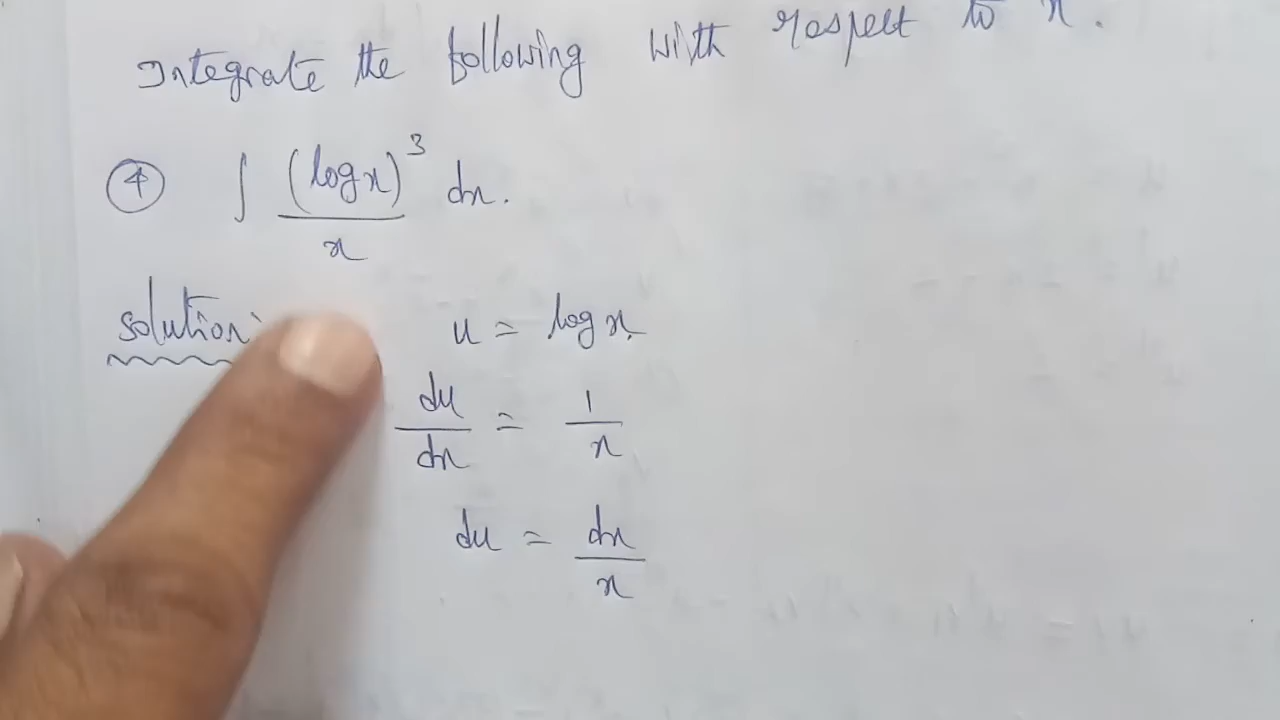 Integrate the following with respect to x.
④ ∫ (log x)³ / x dx.
solution:
u = log x.
du/dx = 1/x
du = dx/x